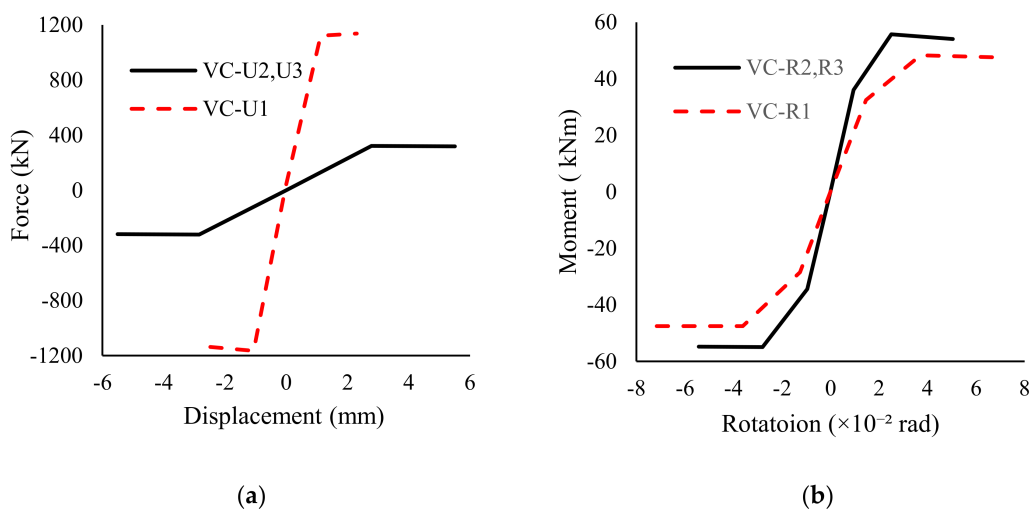 1200
800
400
0
-400
-800
-1200
Force (kN)
VC-U2,U3
VC-U1
-6 -4 -2 0 2 4 6
Displacement (mm)
(a)
60
40
20
0
-20
-40
-60
Moment ( kNm)
VC-R2,R3
VC-R1
-8 -6 -4 -2 0 2 4 6 8
Rotatoion (×10⁻² rad)
(b)